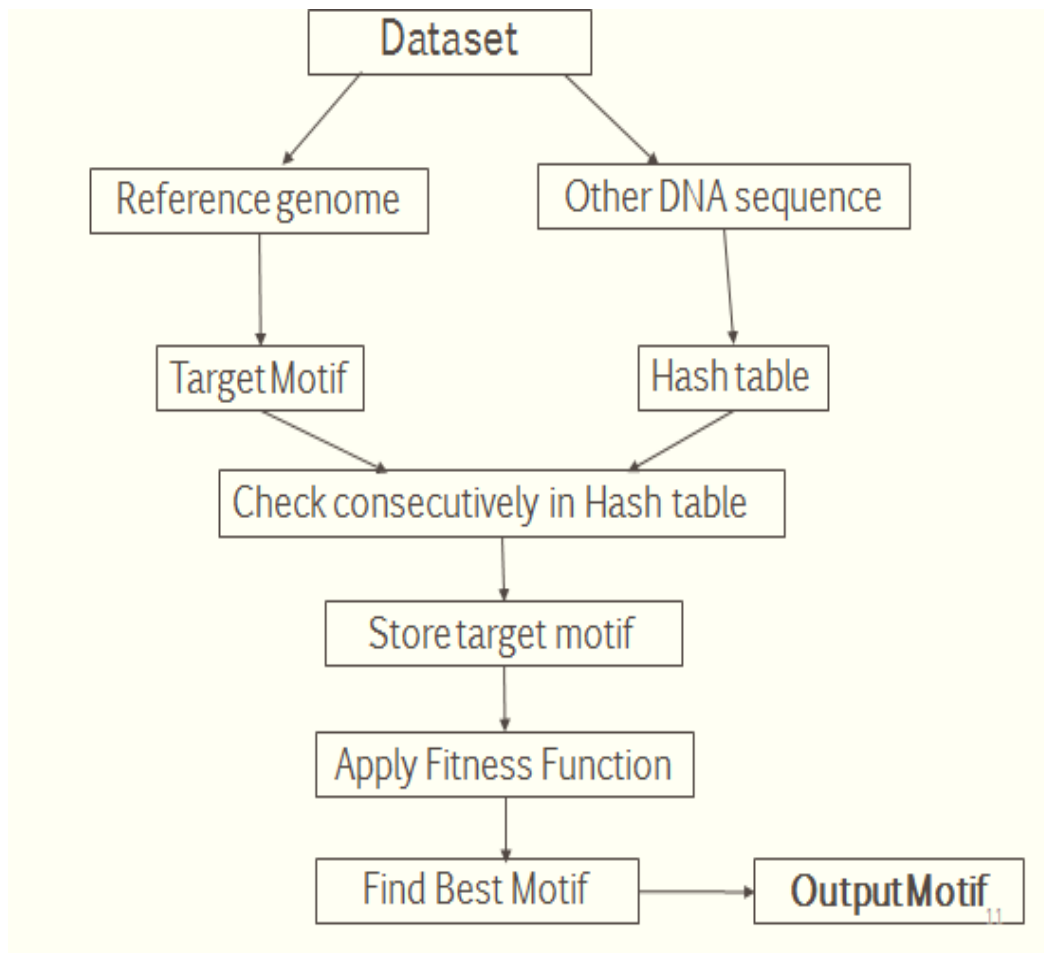 Dataset
Reference genome
Other DNA sequence
Target Motif
Hash table
Check consecutively in Hash table
Store target motif
Apply Fitness Function
Find Best Motif
Output Motif
11